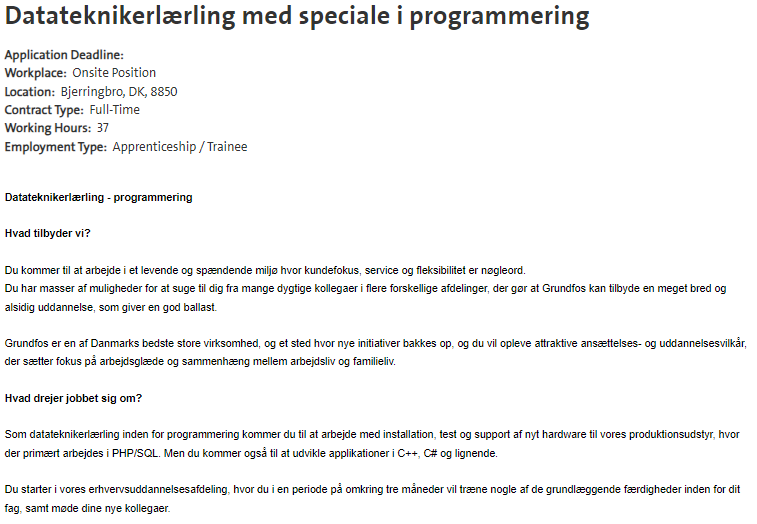 Datateknikerlærling med speciale i programmering
Application Deadline:
Workplace: Onsite Position
Location: Bjerringbro, DK, 8850
Contract Type: Full-Time
Working Hours: 37
Employment Type: Apprenticeship / Trainee
Datateknikerlærling - programmering
Hvad tilbyder vi?
Du kommer til at arbejde i et levende og spændende miljø hvor kundefokus, service og fleksibilitet er nøgleord.
Du har masser af muligheder for at suge til dig fra mange dygtige kollegaer i flere forskellige afdelinger, der gør at Grundfos kan tilbyde en meget bred og
alsidig uddannelse, som giver en god ballast.
Grundfos er en af Danmarks bedste store virksomhed, og et sted hvor nye initiativer bakkes op, og du vil opleve attraktive ansættelses- og uddannelsesvilkår,
der sætter fokus på arbejdsglæde og sammenhæng mellem arbejdsliv og familieliv.
Hvad drejer jobbet sig om?
Som datateknikerlærling inden for programmering kommer du til at arbejde med installation, test og support af nyt hardware til vores produktionsudstyr, hvor
der primært arbejdes i PHP/SQL. Men du kommer også til at udvikle applikationer i C++, C# og lignende.
Du starter i vores erhvervsuddannelsesafdeling, hvor du i en periode på omkring tre måneder vil træne nogle af de grundlæggende færdigheder inden for dit
fag, samt møde dine nye kollegaer.